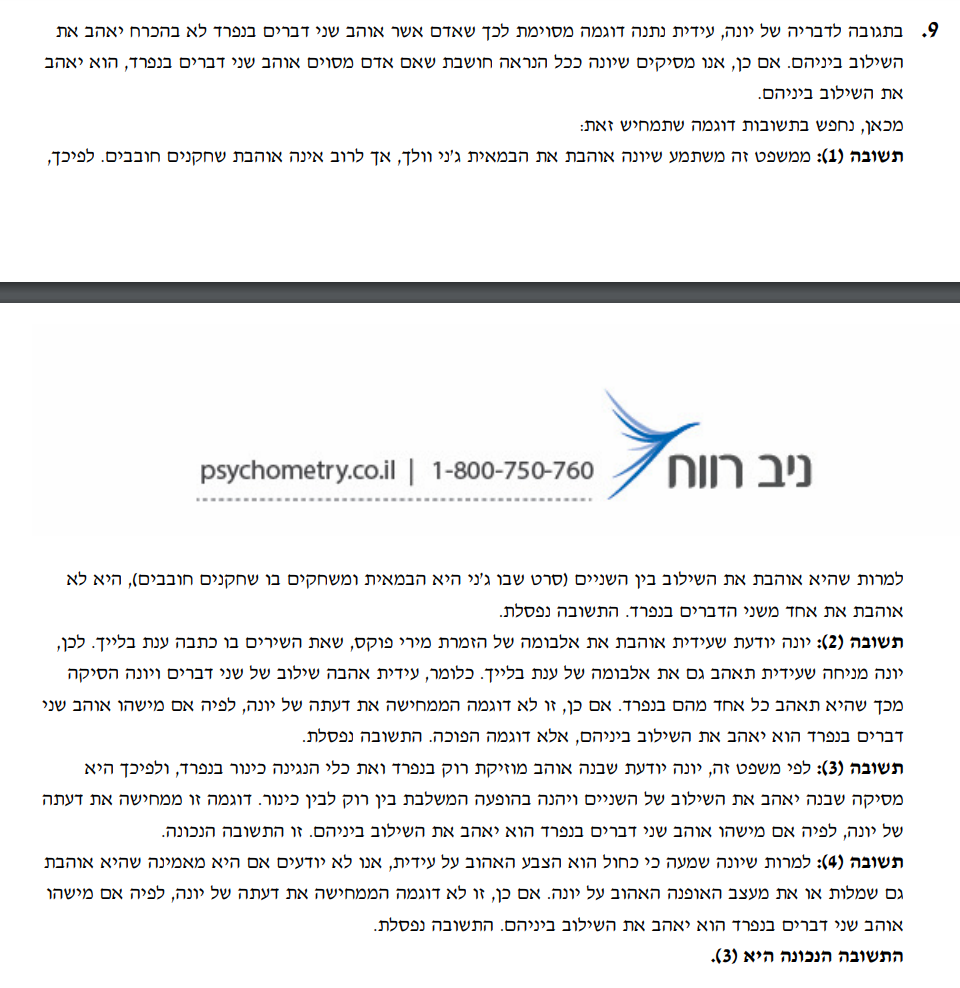 9. בתגובה לדבריה של יונה, עידית נתנה דוגמה מסוימת לכך שאדם אשר אוהב שני דברים בנפרד לא בהכרח יאהב את
השילוב ביניהם. אם כן, אנו מסיקים שיונה ככל הנראה חושבת שאם אדם מסוים אוהב שני דברים בנפרד, הוא יאהב
את השילוב ביניהם.
מכאן, נחפש בתשובות דוגמה שתמחיש זאת:
תשובה (1): ממשפט זה משתמע שיונה אוהבת את הבמאית ג'ני וולך, אך לרוב אינה אוהבת שחקנים חובבים. לפיכך,
ניב רווח
psychometry.co.il | 1-800-750-760
למרות שהיא אוהבת את השילוב בין השניים (סרט שבו ג'ני היא הבמאית ומשחקים בו שחקנים חובבים), היא לא
אוהבת את אחד משני הדברים בנפרד. התשובה נפסלת.
תשובה (2): יונה יודעת שעידית אוהבת את אלבומה של הזמרת מירי פוקס, שאת השירים בו כתבה ענת בלייך. לכן,
יונה מניחה שעידית תאהב גם את אלבומה של ענת בלייך. כלומר, עידית אהבה שילוב של שני דברים ויונה הסיקה
מכך שהיא תאהב כל אחד מהם בנפרד. אם כן, זו לא דוגמה הממחישה את דעתה של יונה, לפיה אם מישהו אוהב שני
דברים בנפרד הוא יאהב את השילוב ביניהם, אלא דוגמה הפוכה. התשובה נפסלת.
תשובה (3): לפי משפט זה, יונה יודעת שבנה אוהב מוזיקת רוק בנפרד ואת כלי הנגינה כינור בנפרד, ולפיכך היא
מסיקה שבנה יאהב את השילוב של השניים ויהנה בהופעה המשלבת בין רוק לבין כינור. דוגמה זו ממחישה את דעתה
של יונה, לפיה אם מישהו אוהב שני דברים בנפרד הוא יאהב את השילוב ביניהם. זו התשובה הנכונה.
תשובה (4): למרות שיונה שמעה כי כחול הוא הצבע האהוב על עידית, אנו לא יודעים אם היא מאמינה שהיא אוהבת
גם שמלות או את מעצב האופנה האהוב על יונה. אם כן, זו לא דוגמה הממחישה את דעתה של יונה, לפיה אם מישהו
אוהב שני דברים בנפרד הוא יאהב את השילוב ביניהם. התשובה נפסלת.
התשובה הנכונה היא (3).